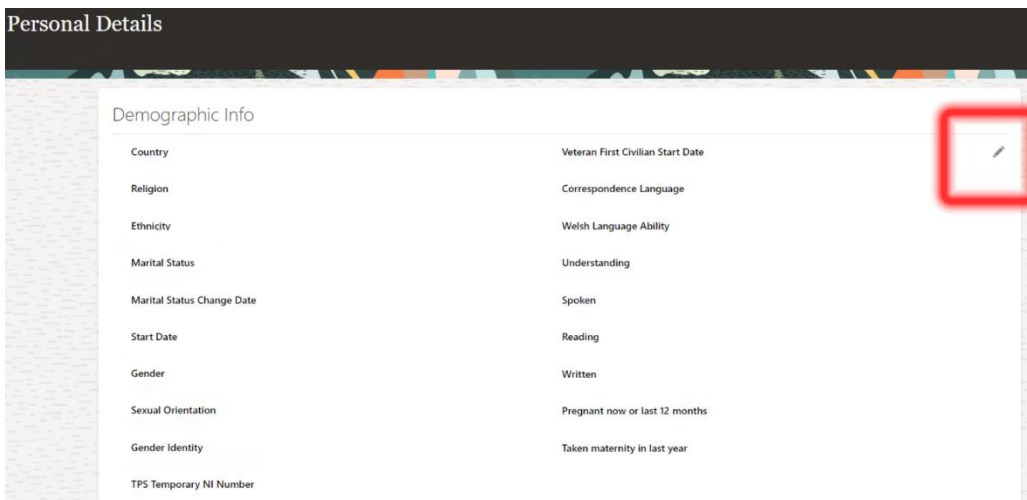 Personal Details
Demographic Info
Country
Religion
Ethnicity
Marital Status
Marital Status Change Date
Start Date
Gender
Sexual Orientation
Gender Identity
TPS Temporary NI Number
Veteran First Civilian Start Date
Correspondence Language
Welsh Language Ability
Understanding
Spoken
Reading
Written
Pregnant now or last 12 months
Taken maternity in last year